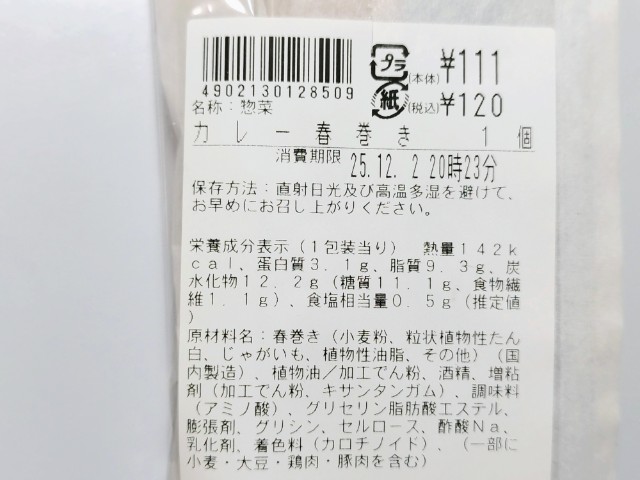 プラ (本体) ¥111
4902130128509
紙 (税込) ¥120
名称：惣菜
カレー春巻き 1個
消費期限 25.12. 2 20時23分
保存方法：直射日光及び高温多湿を避けて、
お早めにお召し上がりください。
栄養成分表示（1包装当り） 熱量142k
cal、蛋白質3．1g、脂質9．3g、炭
水化物12．2g（糖質11．1g、食物繊
維1．1g）、食塩相当量0．5g（推定値
）
原材料名：春巻き（小麦粉、粒状植物性たん
白、じゃがいも、植物性油脂、その他）（国
内製造）、植物油／加工でん粉、酒精、増粘
剤（加工でん粉、キサンタンガム）、調味料
（アミノ酸）、グリセリン脂肪酸エステル、
膨張剤、グリシン、セルロース、酢酸Na、
乳化剤、着色料（カロチノイド）、（一部に
小麦・大豆・鶏肉・豚肉を含む）